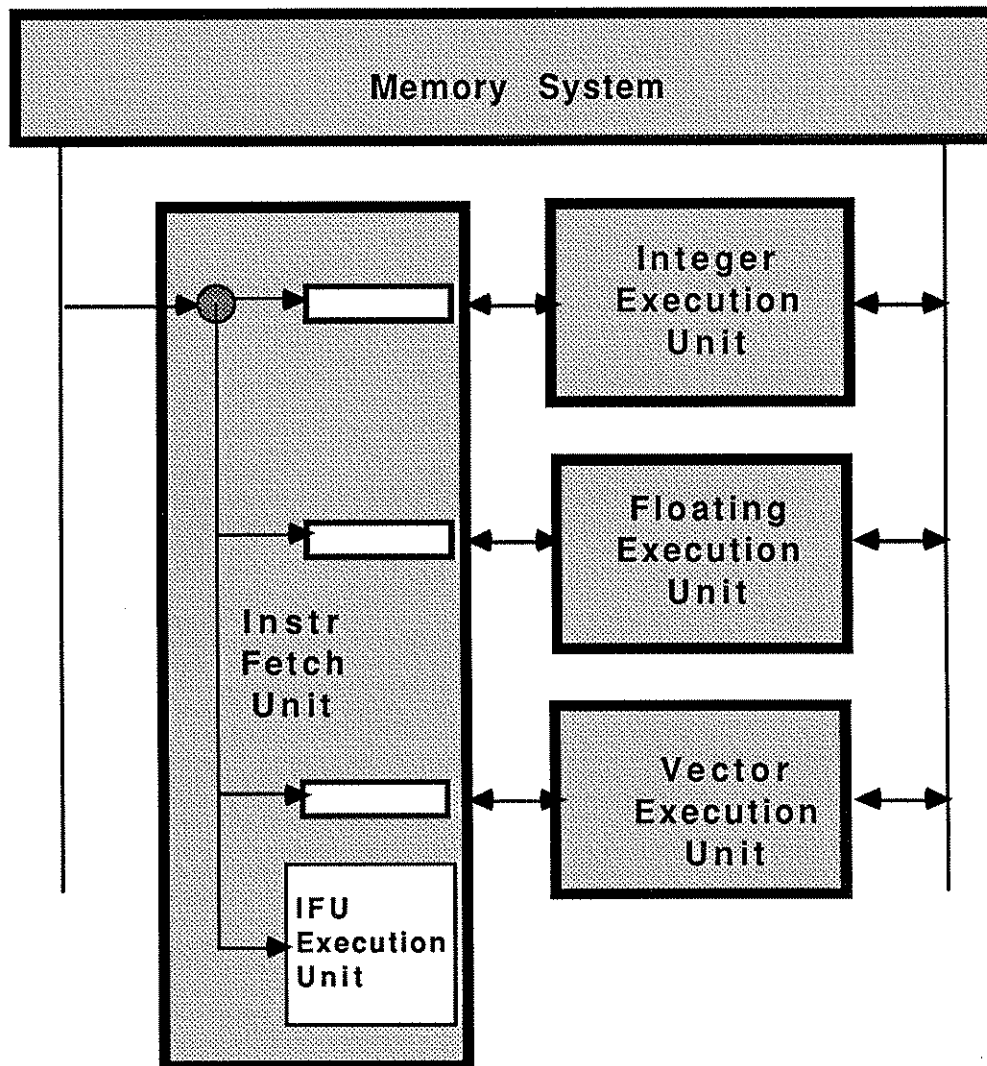 Memory System
Integer
Execution
Unit
Floating
Execution
Unit
Instr
Fetch
Unit
Vector
Execution
Unit
IFU
Execution
Unit